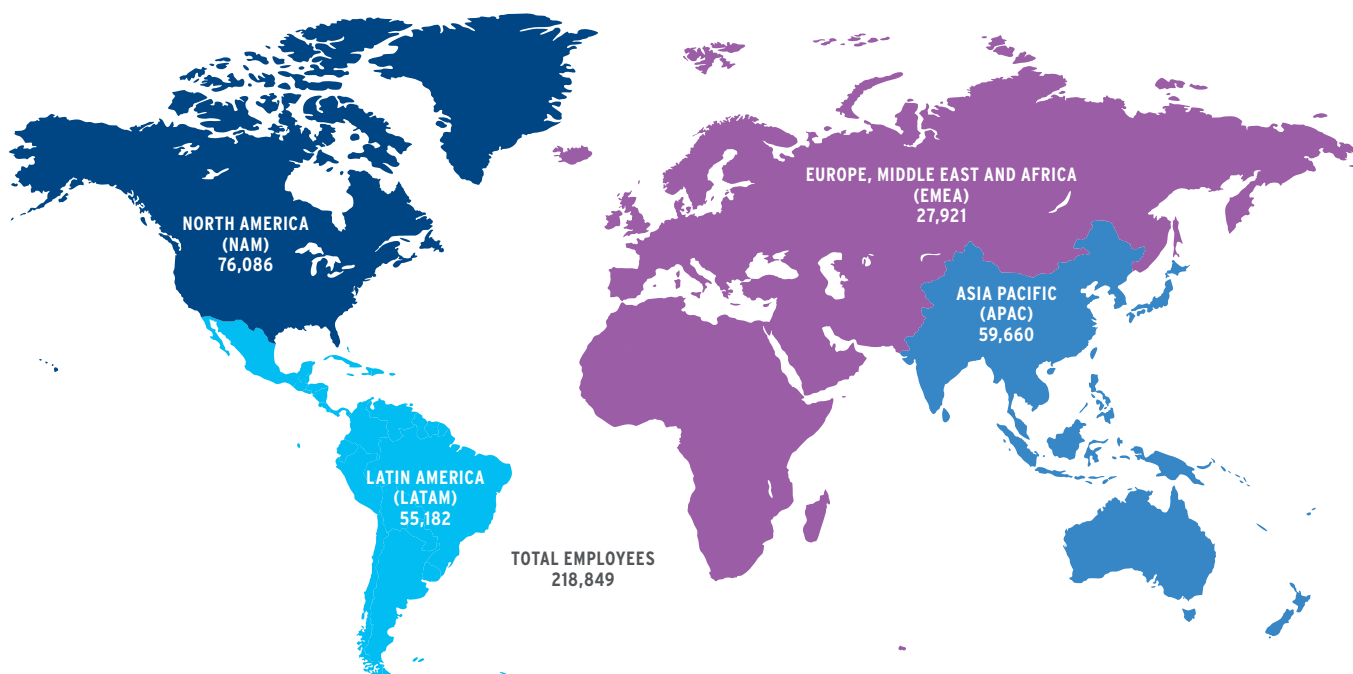 NORTH AMERICA
(NAM)
76,086
EUROPE, MIDDLE EAST AND AFRICA
(EMEA)
27,921
ASIA PACIFIC
(APAC)
59,660
LATIN AMERICA
(LATAM)
55,182
TOTAL EMPLOYEES
218,849